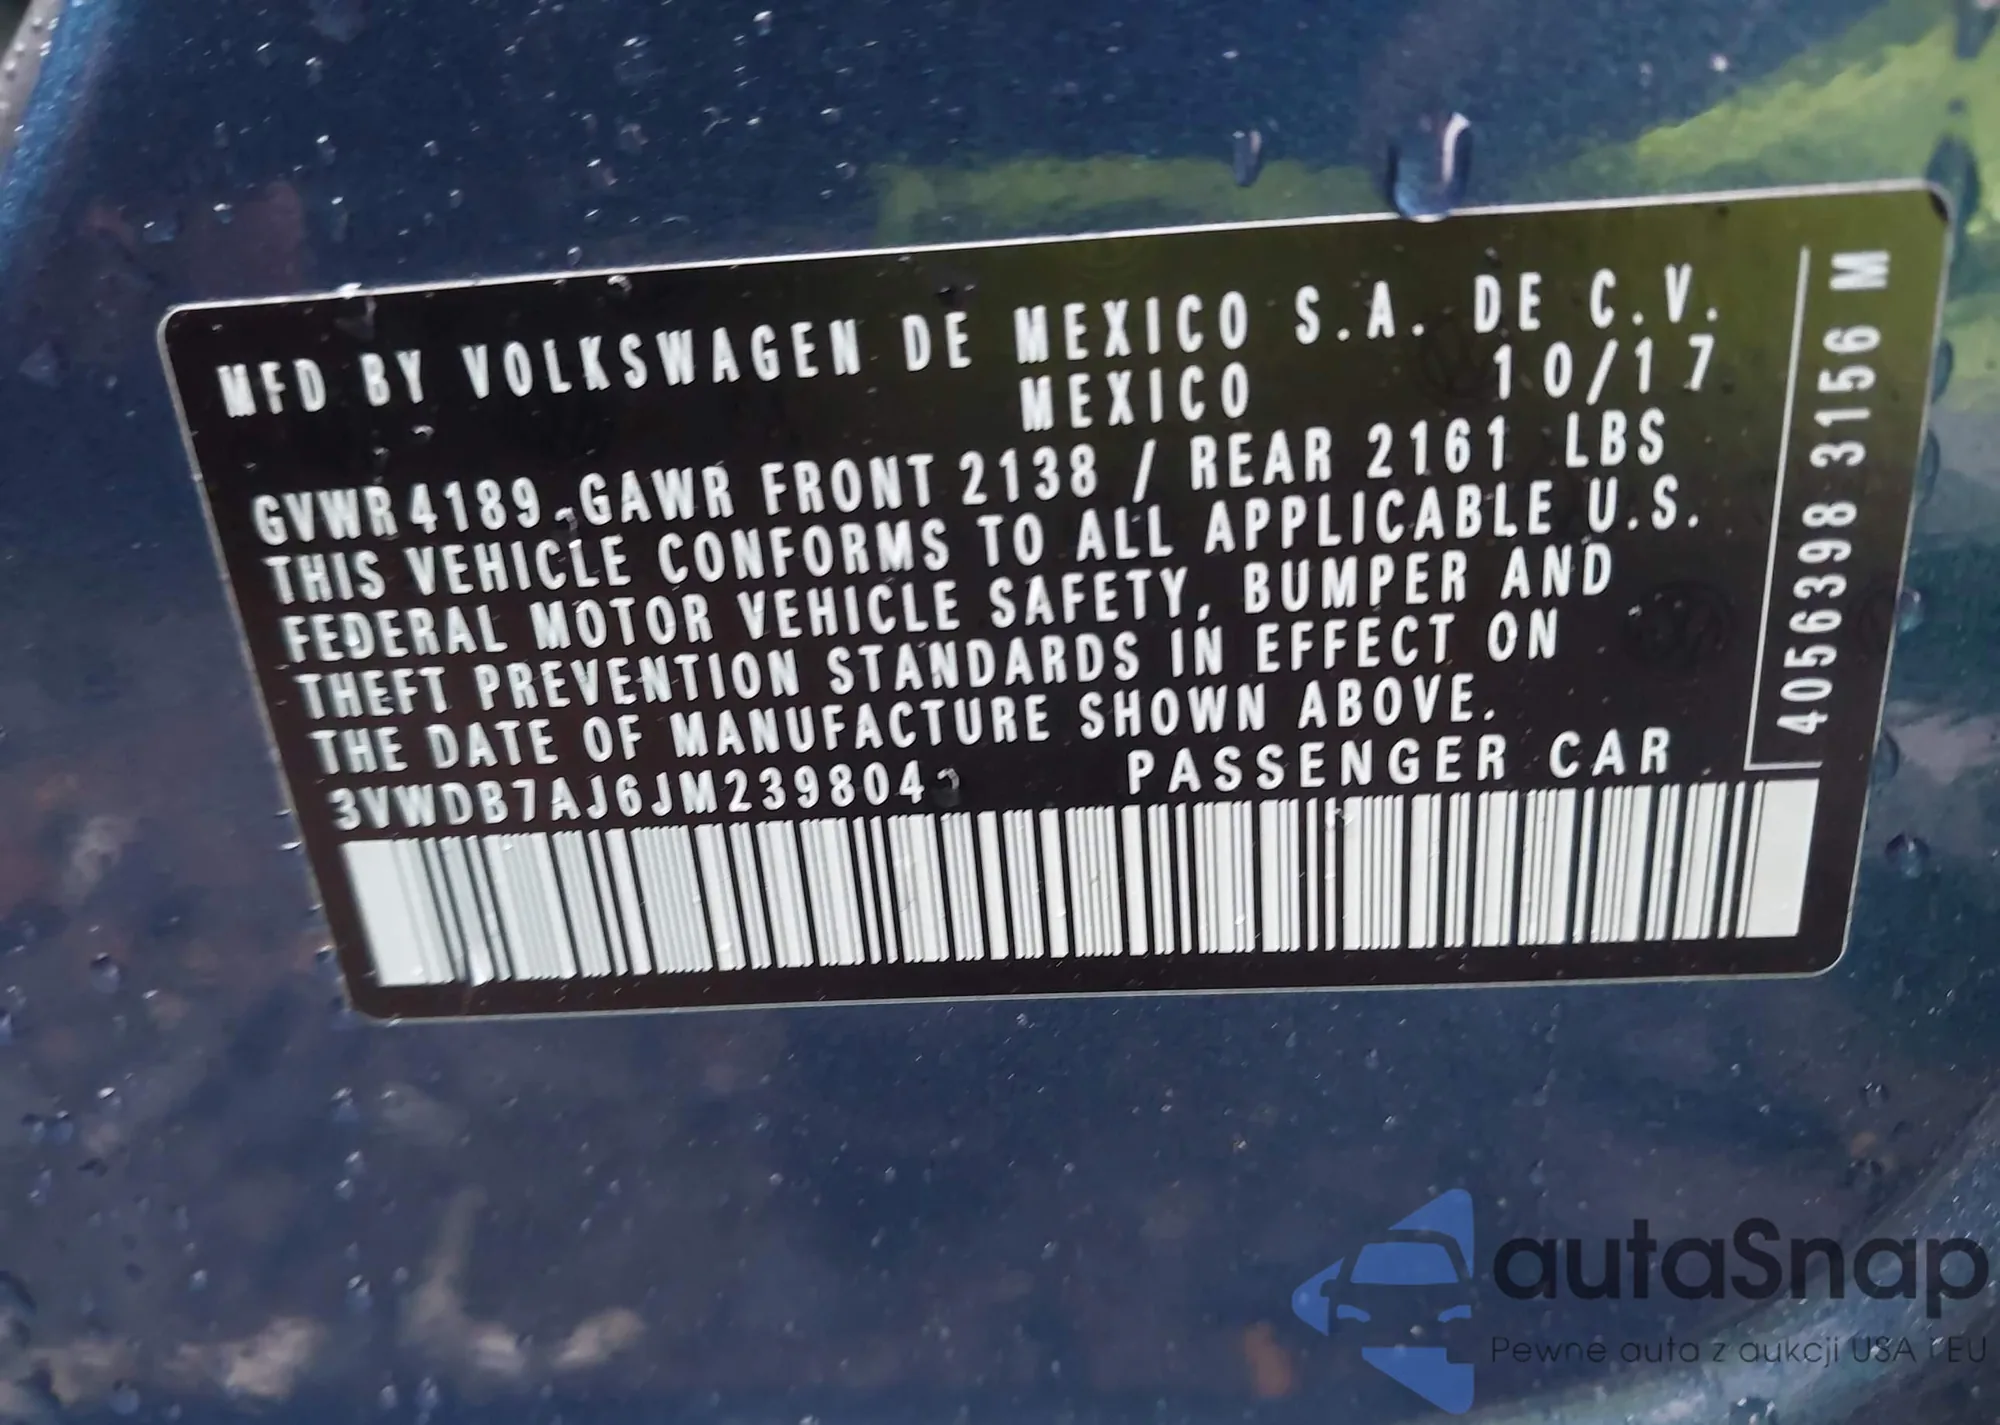 MFD BY VOLKSWAGEN DE MEXICO S.A. DE C.V.
MEXICO 10/17
GVWR 4189 GAWR FRONT 2138 / REAR 2161 LBS
THIS VEHICLE CONFORMS TO ALL APPLICABLE U.S.
FEDERAL MOTOR VEHICLE SAFETY, BUMPER AND
THEFT PREVENTION STANDARDS IN EFFECT ON
THE DATE OF MANUFACTURE SHOWN ABOVE.
3VWDB7AJ6JM239804 PASSENGER CAR
4056398 3156 M
autaSnap
Pewne auta z aukcji USA i EU